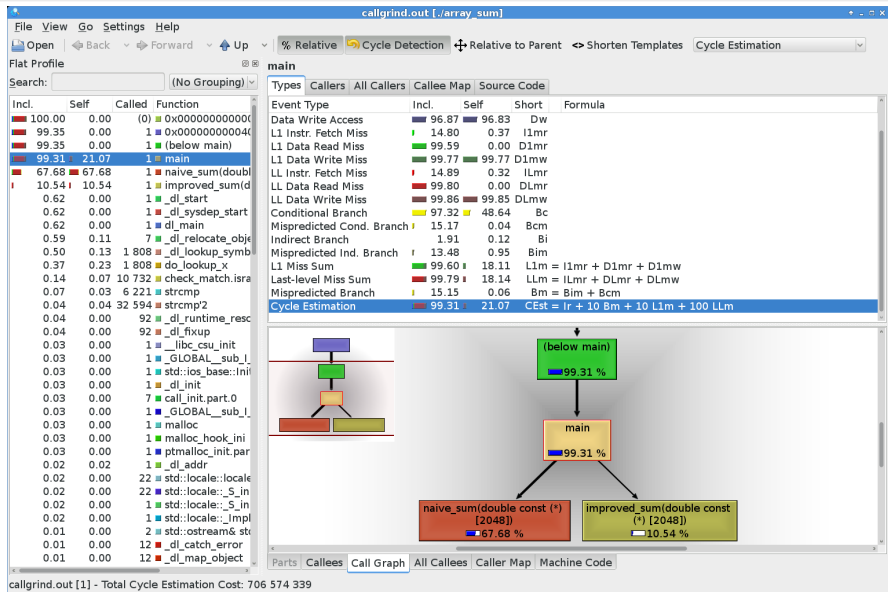 callgrind.out [./array_sum]
File View Go Settings Help
Open Back Forward Up % Relative Cycle Detection Relative to Parent <> Shorten Templates Cycle Estimation
Flat Profile
Search: (No Grouping)
Incl. Self Called Function
100.00 0.00 (0) 0x000000000000
99.35 0.00 1 0x000000000040
99.35 0.00 1 (below main)
99.31 21.07 1 main
67.68 67.68 1 naive_sum(doubl
10.54 10.54 1 improved_sum(d
0.62 0.00 1 _dl_start
0.62 0.00 1 _dl_sysdep_start
0.62 0.00 1 dl_main
0.59 0.11 7 _dl_relocate_obje
0.50 0.13 1 808 _dl_lookup_symb
0.37 0.23 1 808 do_lookup_x
0.14 0.07 10 732 check_match.isra
0.07 0.03 6 221 strcmp
0.04 0.04 32 594 strcmp'2
0.04 0.00 92 _dl_runtime_reso
0.04 0.00 92 _dl_fixup
0.03 0.00 1 __libc_csu_init
0.03 0.00 1 _GLOBAL__sub_I_
0.03 0.00 1 std::ios_base::Init
0.03 0.00 1 _dl_init
0.03 0.00 7 call_init.part.0
0.03 0.00 1 _GLOBAL__sub_I_
0.03 0.00 1 malloc
0.03 0.00 1 malloc_hook_ini
0.03 0.00 1 ptmalloc_init.par
0.02 0.02 1 _dl_addr
0.02 0.00 22 std::locale::locale
0.02 0.00 22 std::locale::_S_in
0.02 0.00 1 std::locale::_S_in
0.02 0.00 1 std::locale::_Impl
0.01 0.00 2 std::ostream& std
0.01 0.00 12 _dl_catch_error
0.01 0.00 12 _dl_map_object
main
Types Callers All Callers Callee Map Source Code
Event Type Incl. Self Short Formula
Data Write Access 96.87 96.83 Dw
L1 Instr. Fetch Miss 14.80 0.37 I1mr
L1 Data Read Miss 99.59 0.00 D1mr
L1 Data Write Miss 99.77 99.77 D1mw
LL Instr. Fetch Miss 14.89 0.32 ILmr
LL Data Read Miss 99.80 0.00 DLmr
LL Data Write Miss 99.86 99.85 DLmw
Conditional Branch 97.32 48.64 Bc
Mispredicted Cond. Branch 15.17 0.04 Bcm
Indirect Branch 1.91 0.12 Bi
Mispredicted Ind. Branch 13.48 0.95 Bim
L1 Miss Sum 99.60 18.11 L1m = I1mr + D1mr + D1mw
Last-level Miss Sum 99.79 18.14 LLm = ILmr + DLmr + DLmw
Mispredicted Branch 15.15 0.06 Bm = Bim + Bcm
Cycle Estimation 99.31 21.07 CEst = Ir + 10 Bm + 10 L1m + 100 LLm
(below main)
99.31 %
main
99.31 %
naive_sum(double const (*)
[2048])
67.68 %
improved_sum(double const
(*) [2048])
10.54 %
Parts Callees Call Graph All Callees Caller Map Machine Code
callgrind.out [1] - Total Cycle Estimation Cost: 706 574 339